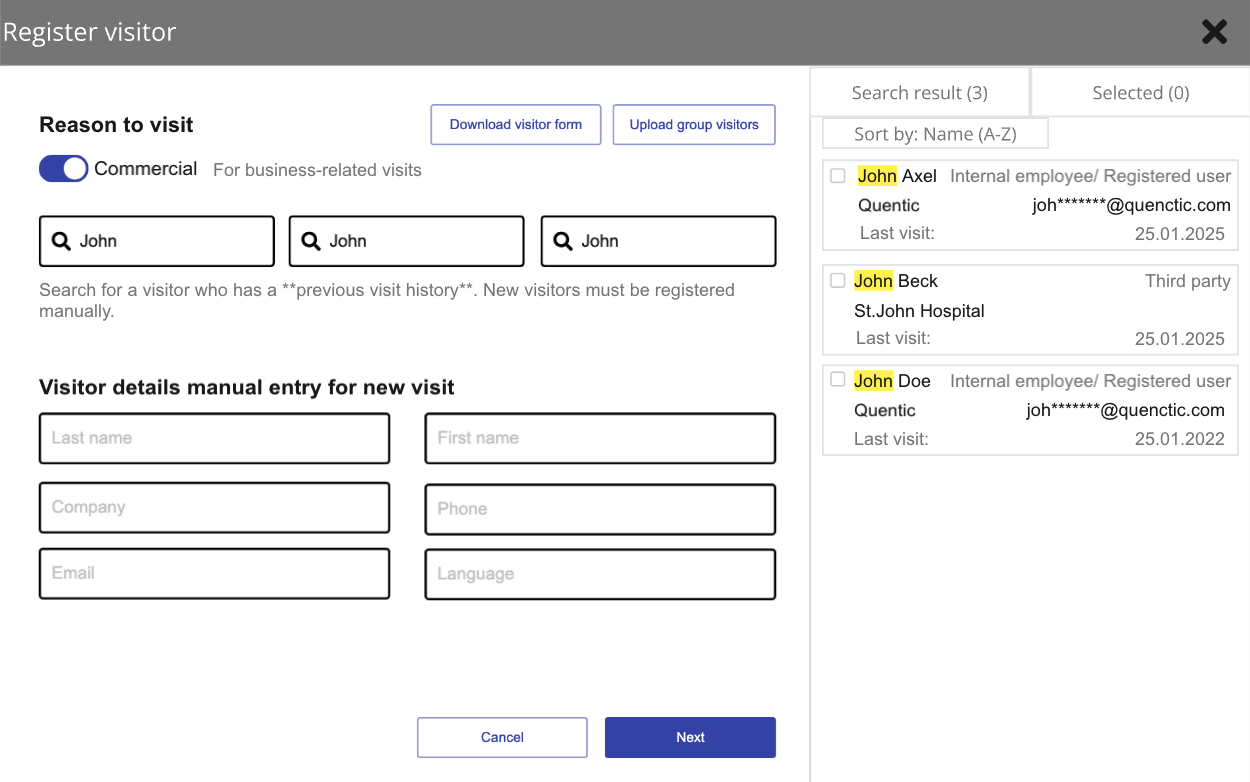 Register visitor
Reason to visit
Download visitor form
Upload group visitors
Commercial For business-related visits
John
John
John
Search for a visitor who has a **previous visit history**. New visitors must be registered
manually.
Visitor details manual entry for new visit
Last name
First name
Company
Phone
Email
Language
Cancel
Next
Search result (3)
Selected (0)
Sort by: Name (A-Z)
John Axel Internal employee/ Registered user
Quentic joh*******@quenctic.com
Last visit: 25.01.2025
John Beck Third party
St.John Hospital
Last visit: 25.01.2025
John Doe Internal employee/ Registered user
Quentic joh*******@quenctic.com
Last visit: 25.01.2022